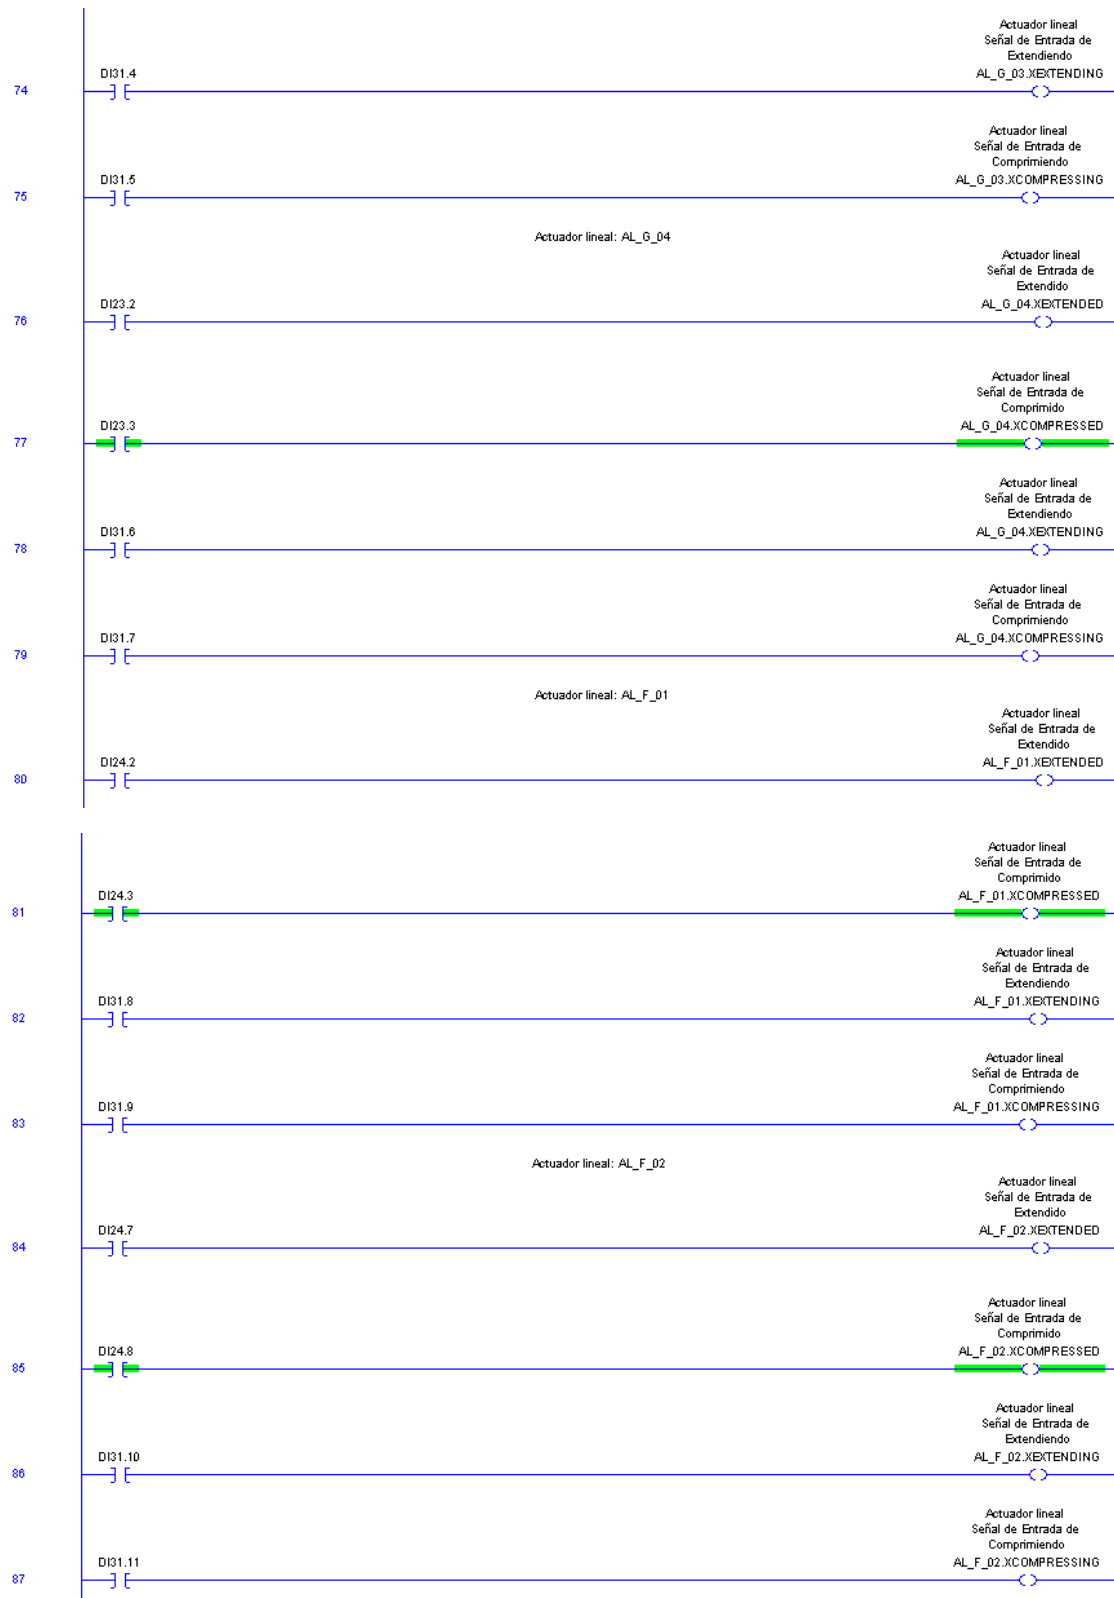 Actuador lineal
Señal de Entrada de
Extendiendo
DI31.4 AL_G_03.XEXTENDING
74
Actuador lineal
Señal de Entrada de
Comprimiendo
DI31.5 AL_G_03.XCOMPRESSING
75
Actuador lineal: AL_G_04
Actuador lineal
Señal de Entrada de
Extendido
DI23.2 AL_G_04.XEXTENDED
76
Actuador lineal
Señal de Entrada de
Comprimido
DI23.3 AL_G_04.XCOMPRESSED
77
Actuador lineal
Señal de Entrada de
Extendiendo
DI31.6 AL_G_04.XEXTENDING
78
Actuador lineal
Señal de Entrada de
Comprimiendo
DI31.7 AL_G_04.XCOMPRESSING
79
Actuador lineal: AL_F_01
Actuador lineal
Señal de Entrada de
Extendido
DI24.2 AL_F_01.XEXTENDED
80
Actuador lineal
Señal de Entrada de
Comprimido
DI24.3 AL_F_01.XCOMPRESSED
81
Actuador lineal
Señal de Entrada de
Extendiendo
DI31.8 AL_F_01.XEXTENDING
82
Actuador lineal
Señal de Entrada de
Comprimiendo
DI31.9 AL_F_01.XCOMPRESSING
83
Actuador lineal: AL_F_02
Actuador lineal
Señal de Entrada de
Extendido
DI24.7 AL_F_02.XEXTENDED
84
Actuador lineal
Señal de Entrada de
Comprimido
DI24.8 AL_F_02.XCOMPRESSED
85
Actuador lineal
Señal de Entrada de
Extendiendo
DI31.10 AL_F_02.XEXTENDING
86
Actuador lineal
Señal de Entrada de
Comprimiendo
DI31.11 AL_F_02.XCOMPRESSING
87